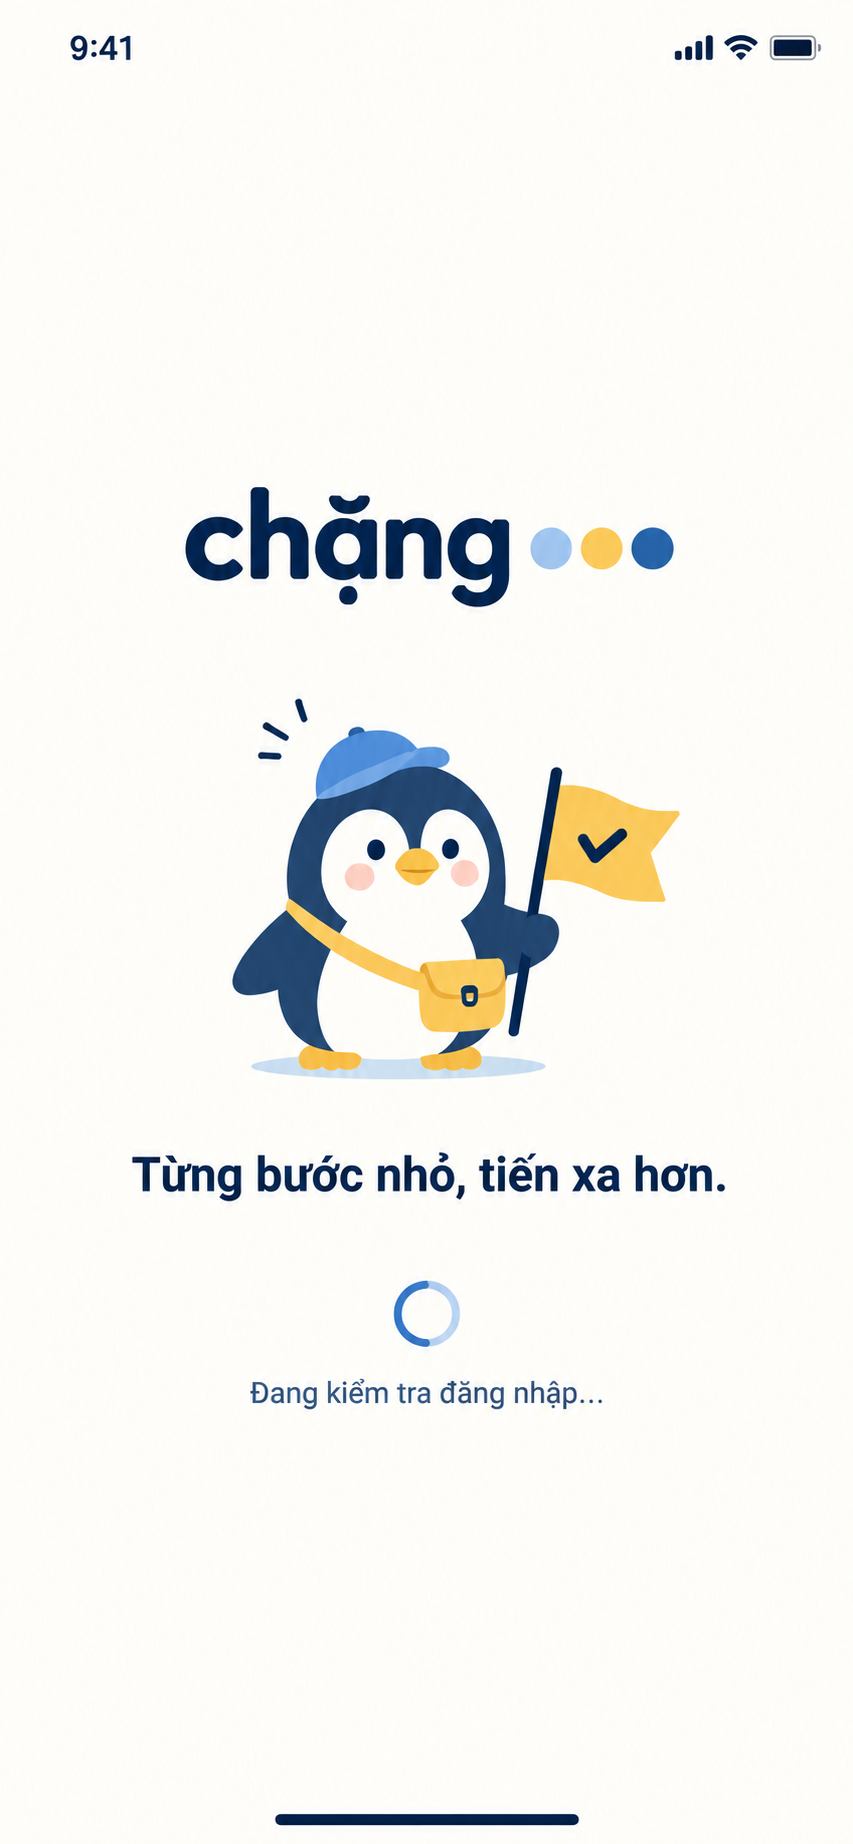 9:41
chặng
Từng bước nhỏ, tiến xa hơn.
Đang kiểm tra đăng nhập...